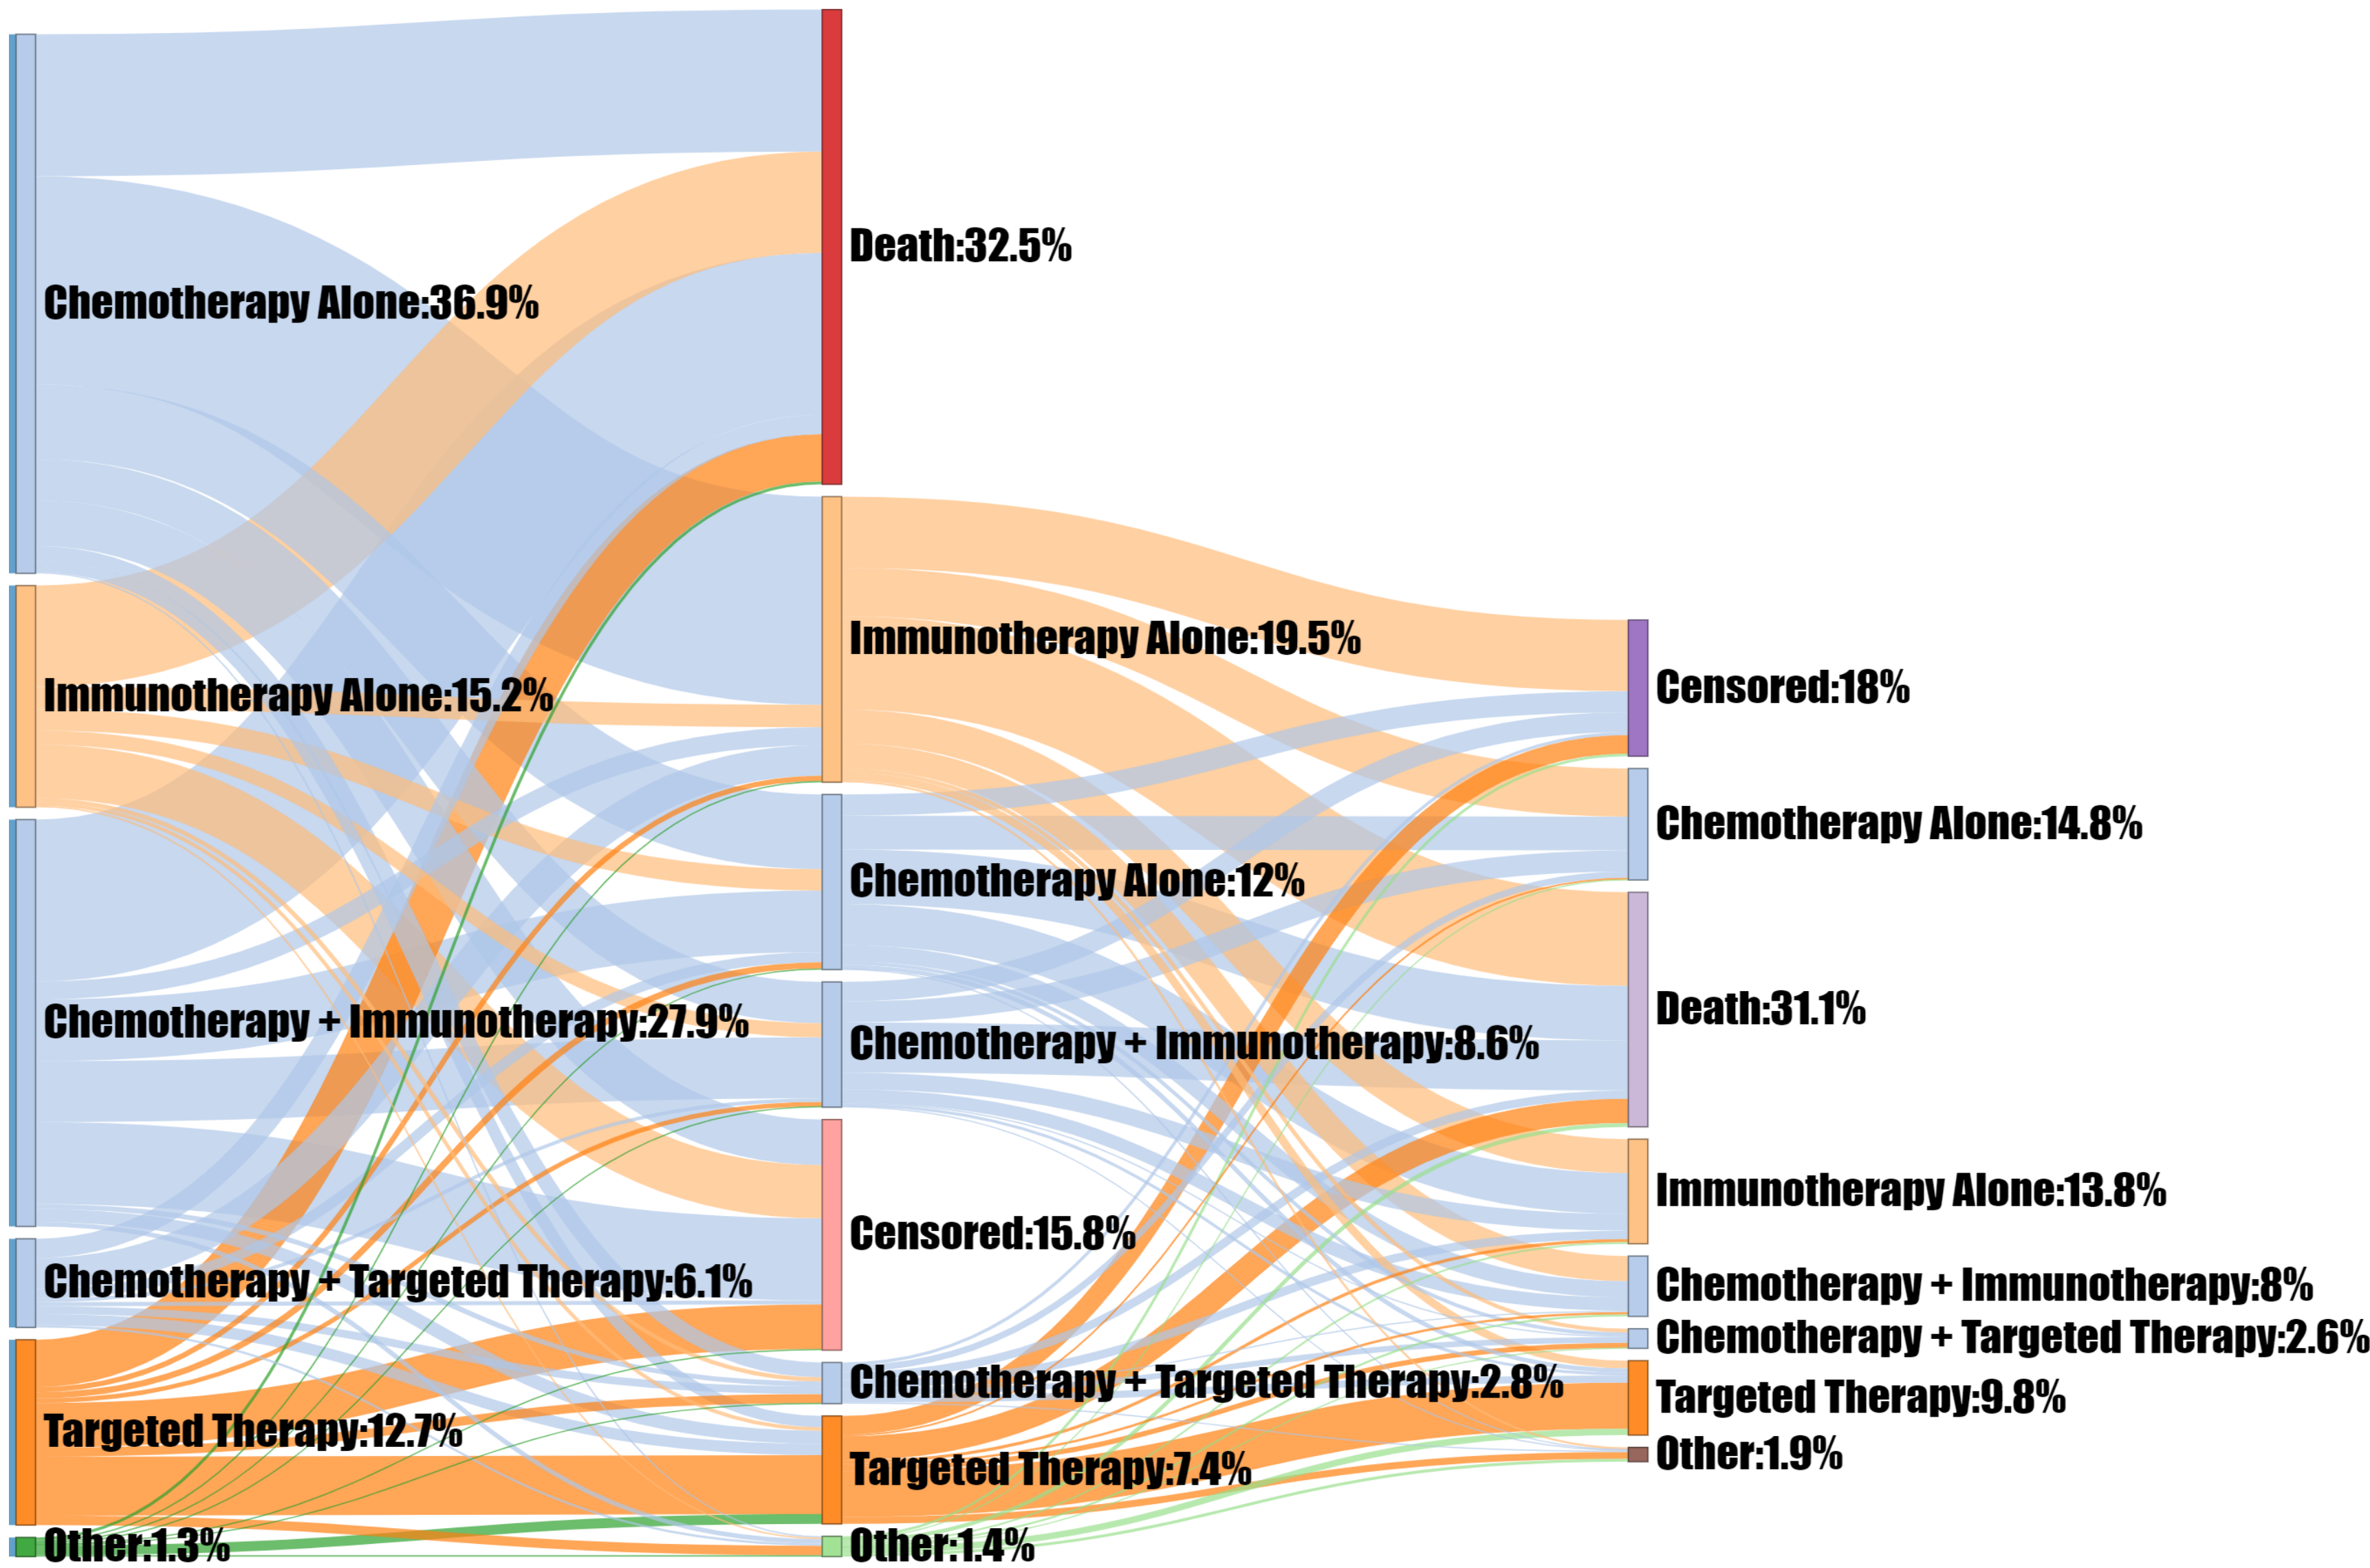 Chemotherapy Alone:36.9%
Immunotherapy Alone:15.2%
Chemotherapy + Immunotherapy:27.9%
Chemotherapy + Targeted Therapy:6.1%
Targeted Therapy:12.7%
Other:1.3%
Death:32.5%
Immunotherapy Alone:19.5%
Chemotherapy Alone:12%
Chemotherapy + Immunotherapy:8.6%
Censored:15.8%
Chemotherapy + Targeted Therapy:2.8%
Targeted Therapy:7.4%
Other:1.4%
Censored:18%
Chemotherapy Alone:14.8%
Death:31.1%
Immunotherapy Alone:13.8%
Chemotherapy + Immunotherapy:8%
Chemotherapy + Targeted Therapy:2.6%
Targeted Therapy:9.8%
Other:1.9%